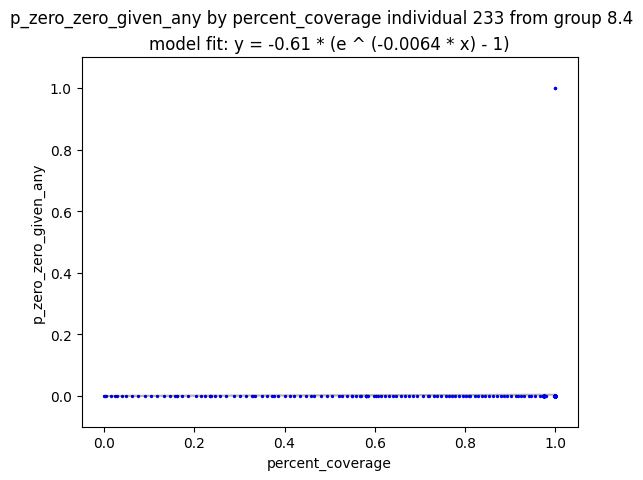 p_zero_zero_given_any by percent_coverage individual 233 from group 8.4
model fit: y = -0.61 * (e ^ (-0.0064 * x) - 1)
p_zero_zero_given_any
1.0
0.8
0.6
0.4
0.2
0.0
0.0 0.2 0.4 0.6 0.8 1.0
percent_coverage